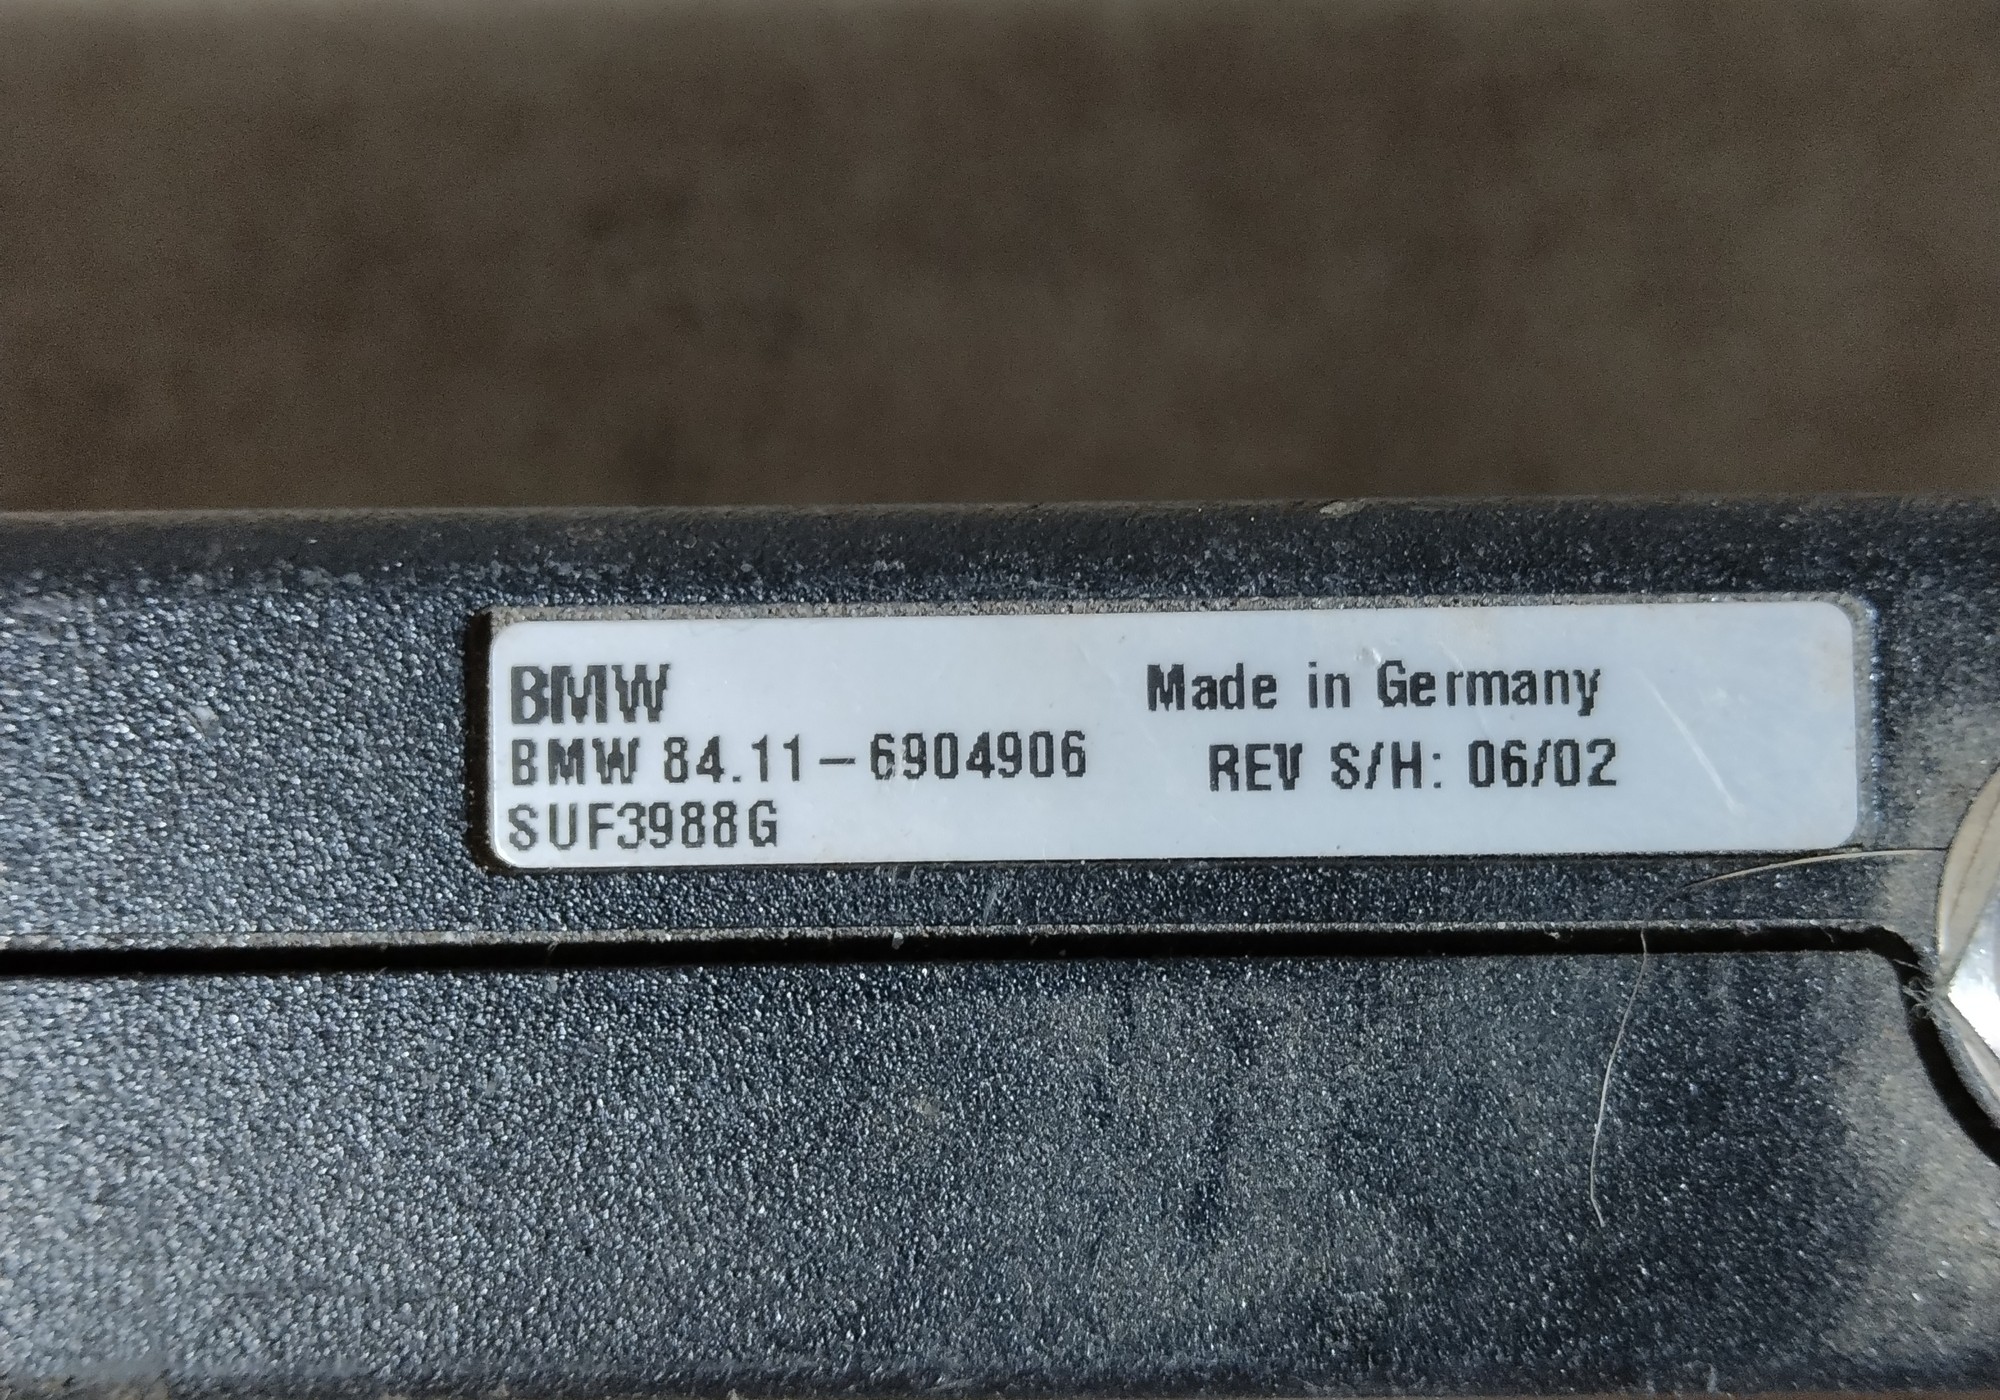 BMW
Made in Germany
BMW 84.11-6904906
REV S/H: 06/02
SUF3988G